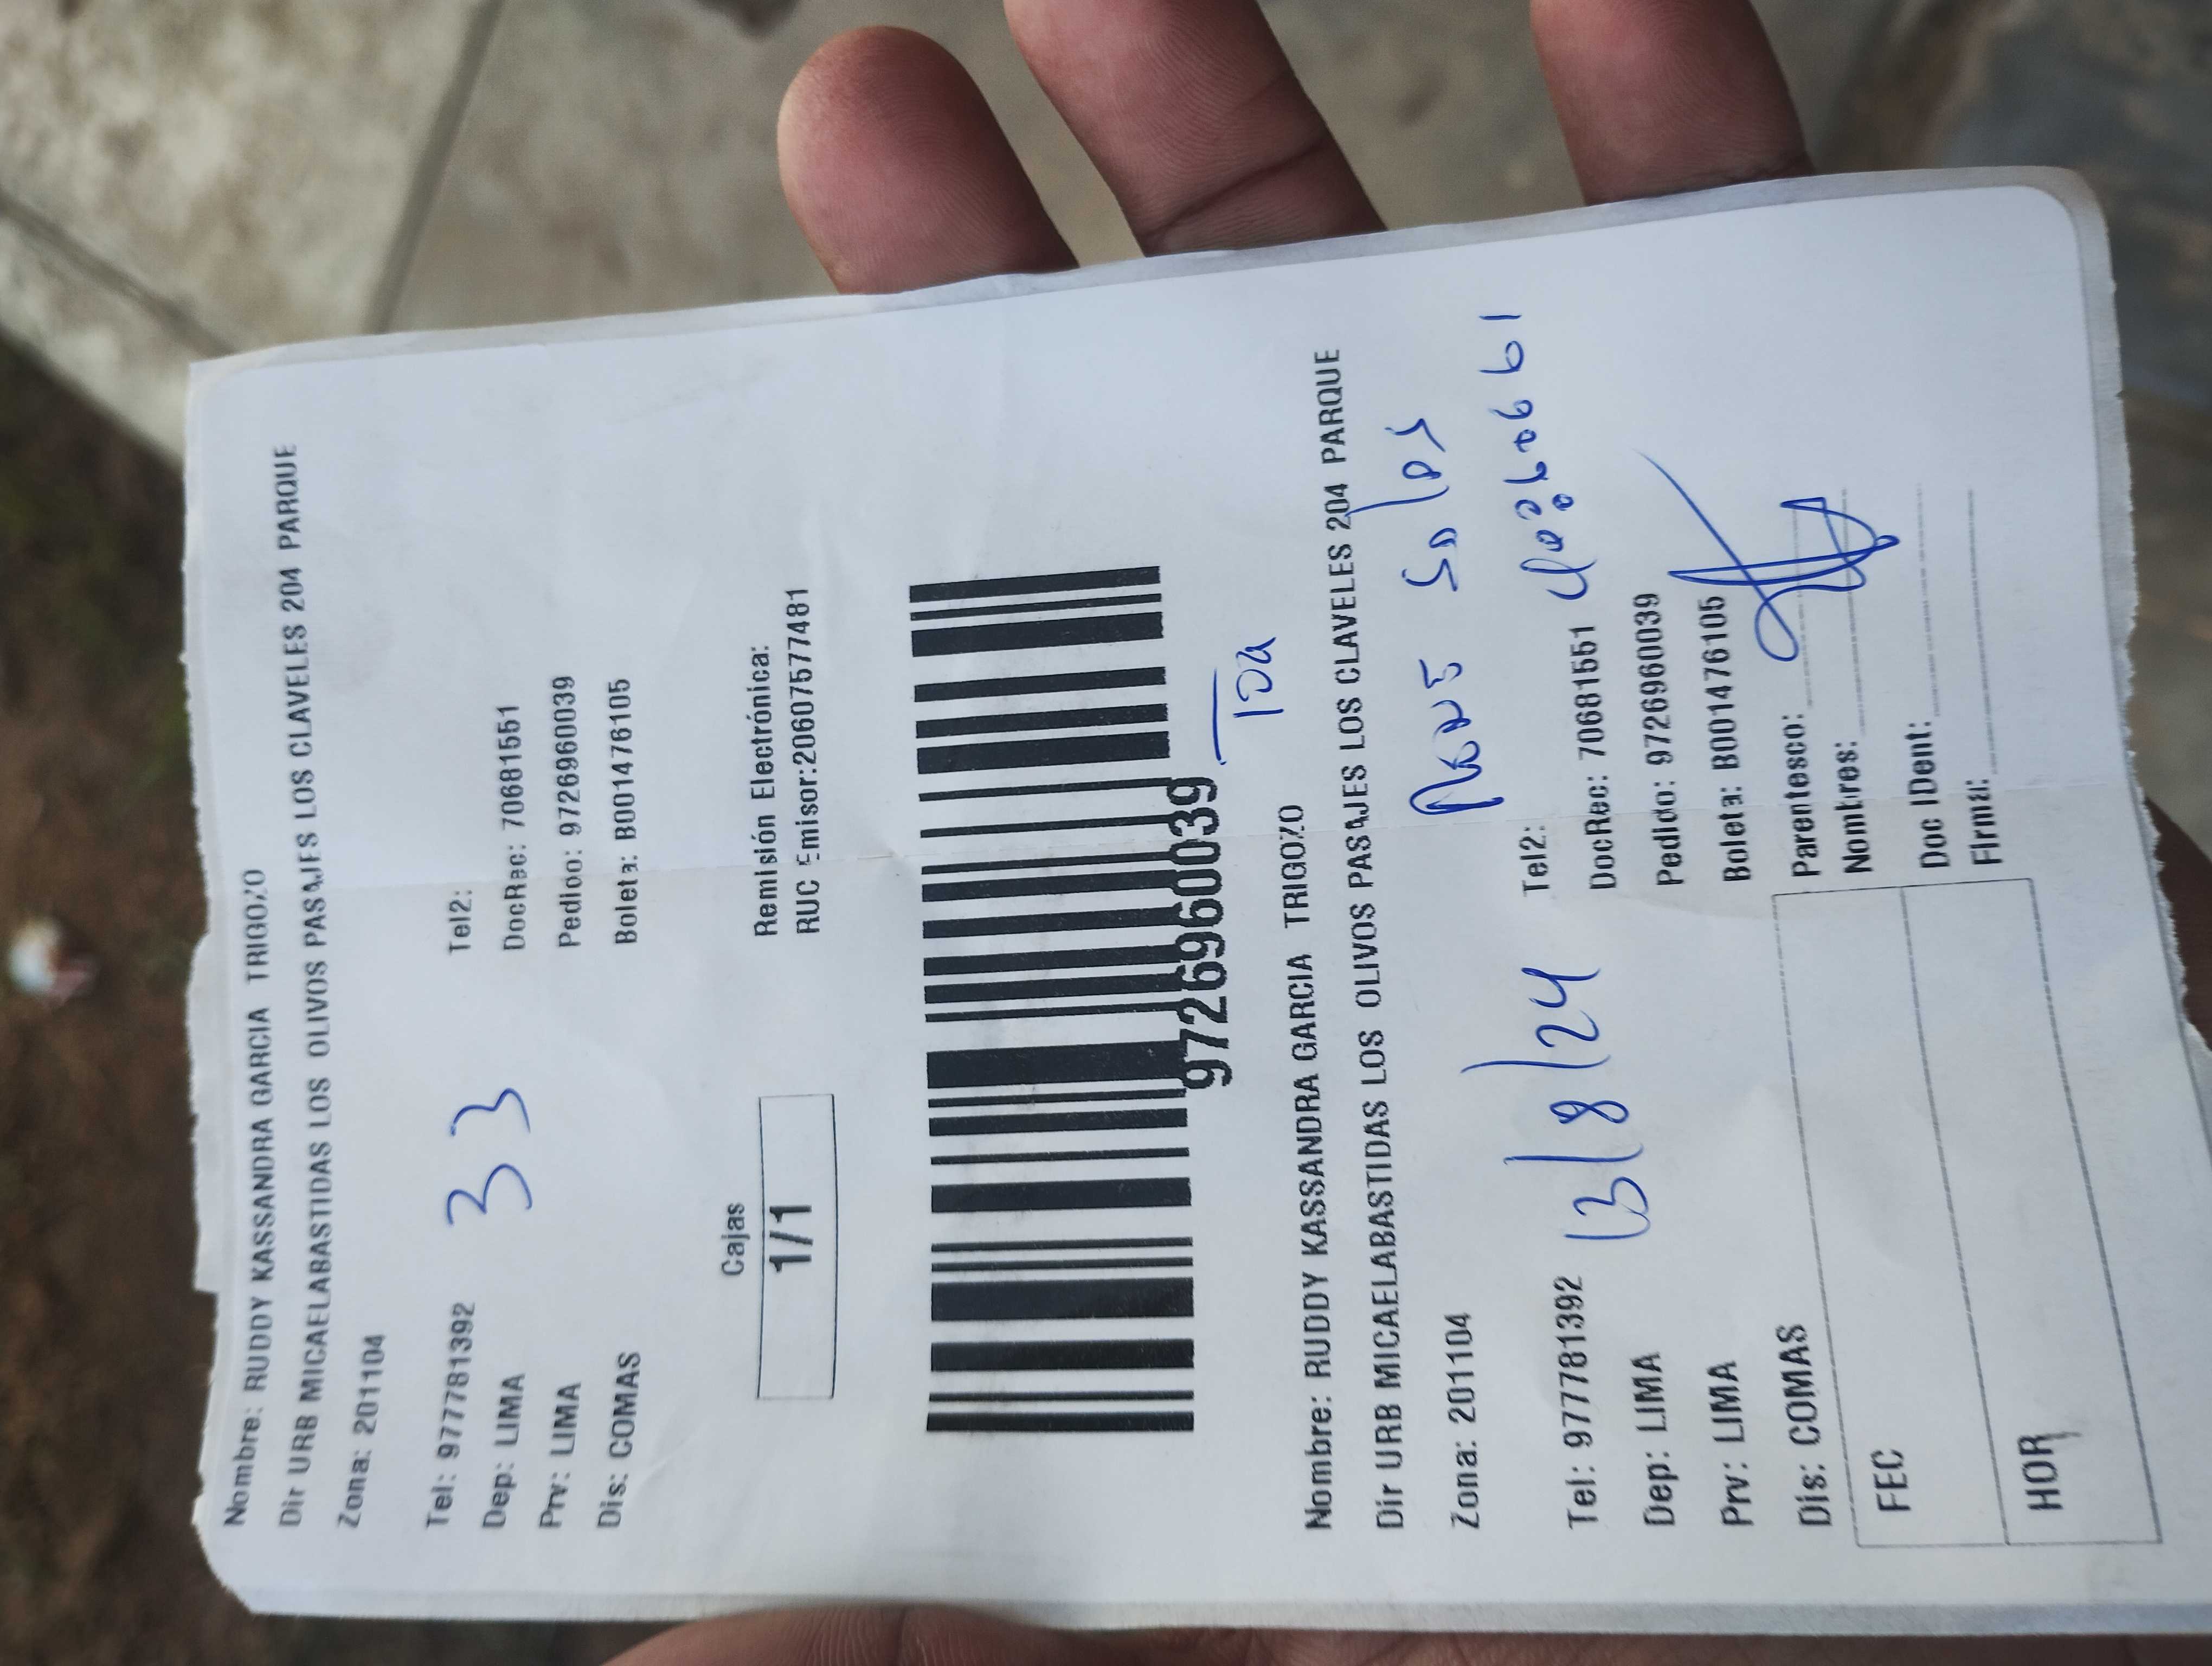 Nombre: RUDDY KASSANDRA GARCIA TRIGOZO
Dir URB MICAELABASTIDAS LOS OLIVOS PASAJES LOS CLAVELES 204 PARQUE
Zona: 201104
Tel: 977781392 33 Tel2:
Dep: LIMA DocRec: 70681551
Prv: LIMA Pedido: 9726960039
Dis: COMAS Boleta: B001476105
Cajas Remisión Electrónica:
1/1 RUC Emisor:20607577481
9726960039
Nombre: RUDDY KASSANDRA GARCIA TRIGOZO
Dir URB MICAELABASTIDAS LOS OLIVOS PASAJES LOS CLAVELES 204 PARQUE
Zona: 201104
Tel: 977781392 13/8/24 Tel2:
Dep: LIMA DocRec: 70681551
Prv: LIMA Pedido: 9726960039
Dis: COMAS Boleta: B001476105
Parentesco:
FEC Nombres:
Doc IDent:
HOR Firma: